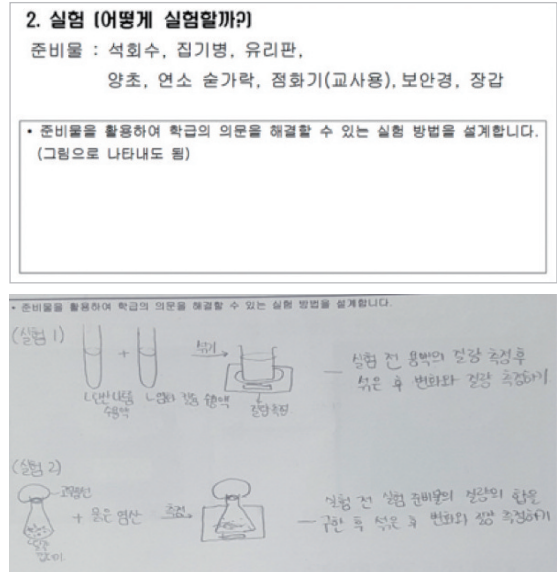 2. 실험 (어떻게 실험할까?)
준비물 : 석회수, 집기병, 유리판,
양초, 연소 숟가락, 점화기(교사용), 보안경, 장갑
• 준비물을 활용하여 학급의 의문을 해결할 수 있는 실험 방법을 설계합니다.
(그림으로 나타내도 됨)
• 준비물을 활용하여 학급의 의문을 해결할 수 있는 실험 방법을 설계합니다.
(실험 1)
+
섞기
실험 전 용액의 질량 측정 후
섞은 후 변화와 질량 측정하기
수용액
수용액
질량 측정
(실험 2)
고무풍선
+ 묽은 염산
측정
실험 전 실험 준비물의 질량의 합을
구한 후 섞은 후 변화와 질량 측정하기